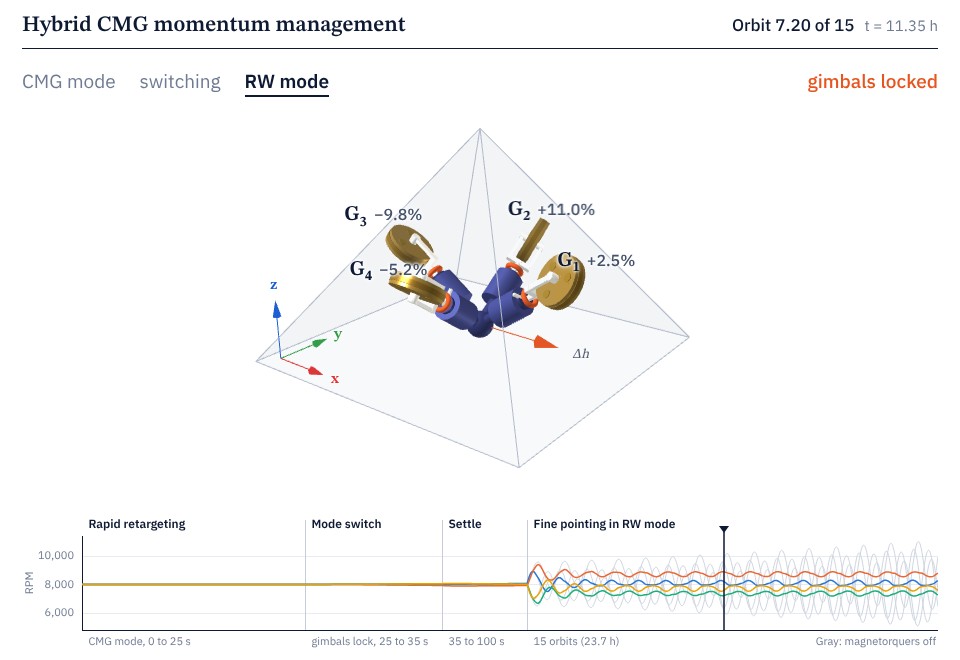 Hybrid CMG momentum management
Orbit 7.20 of 15 t = 11.35 h
CMG mode switching RW mode
gimbals locked
G3 −9.8%
G2 +11.0%
G4 −5.2%
G1 +2.5%
z
y
x
Δh
Rapid retargeting Mode switch Settle Fine pointing in RW mode
10,000
8,000
6,000
RPM
CMG mode, 0 to 25 s gimbals lock, 25 to 35 s 35 to 100 s 15 orbits (23.7 h) Gray: magnetorquers off